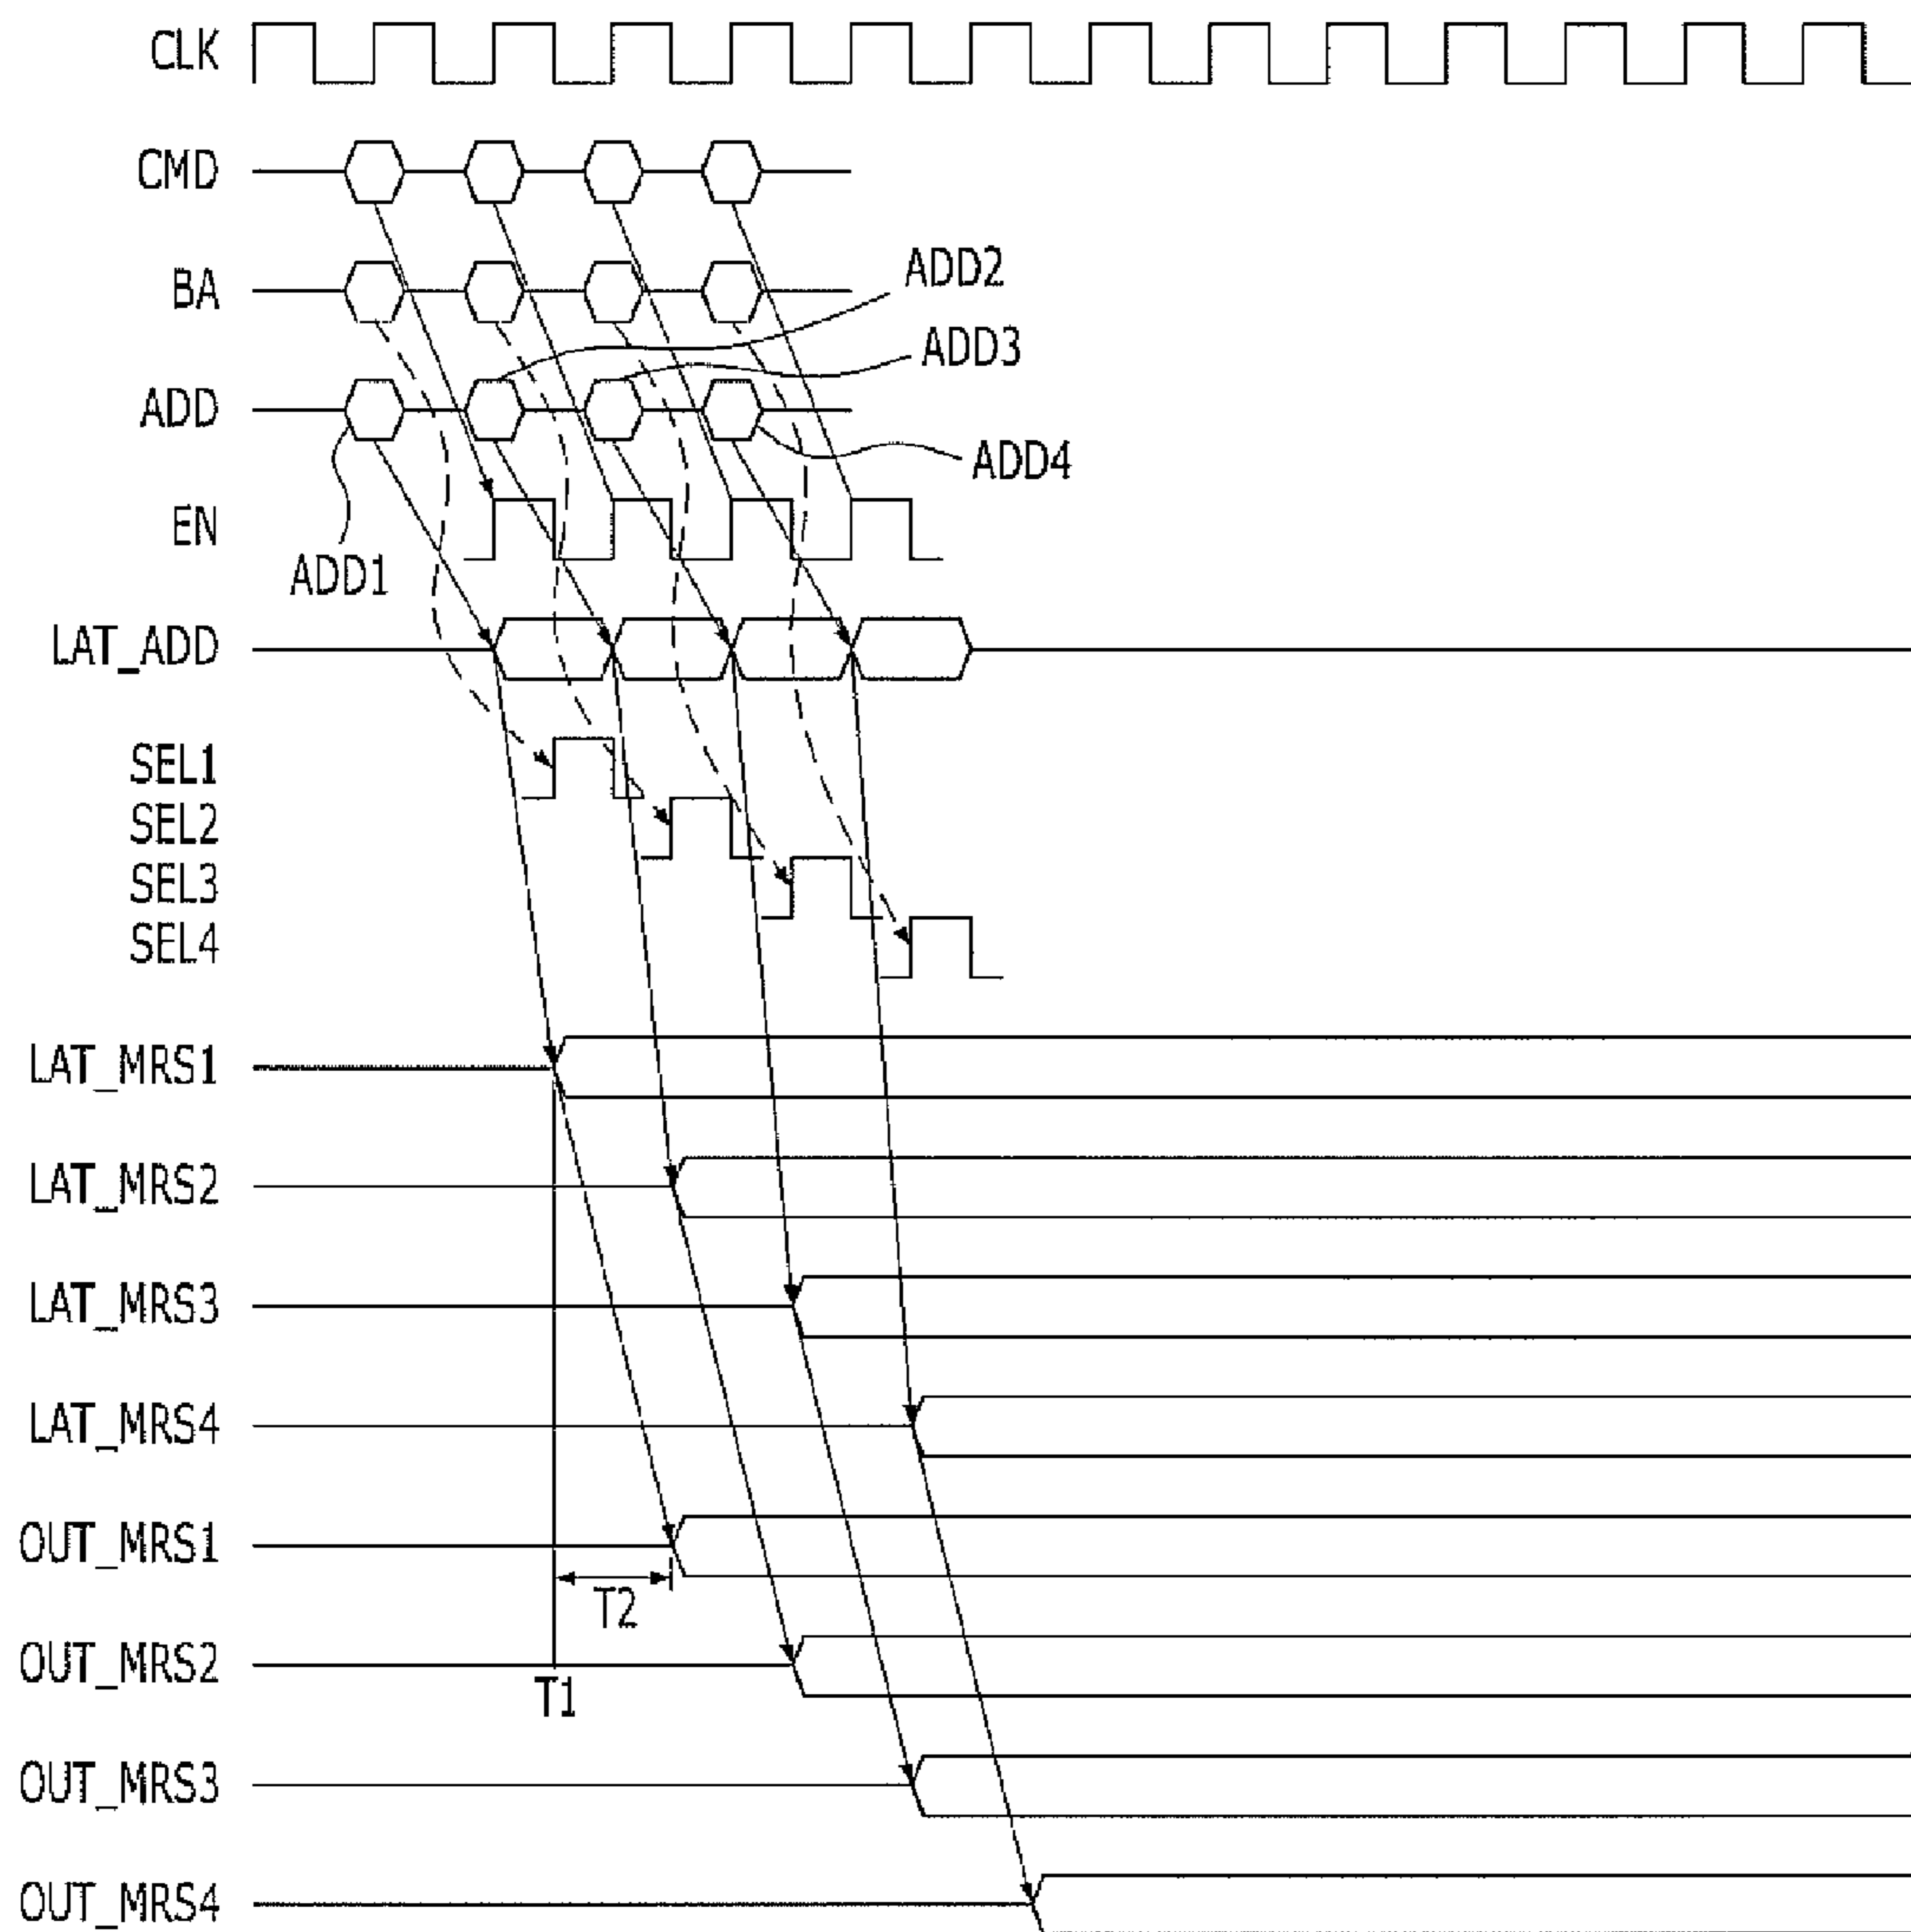 CLK
CMD
BA
ADD2
ADD3
ADD
ADD4
EN
ADD1
LAT_ADD
SEL1
SEL2
SEL3
SEL4
LAT_MRS1
LAT_MRS2
LAT_MRS3
LAT_MRS4
OUT_MRS1
T2
OUT_MRS2
T1
OUT_MRS3
OUT_MRS4